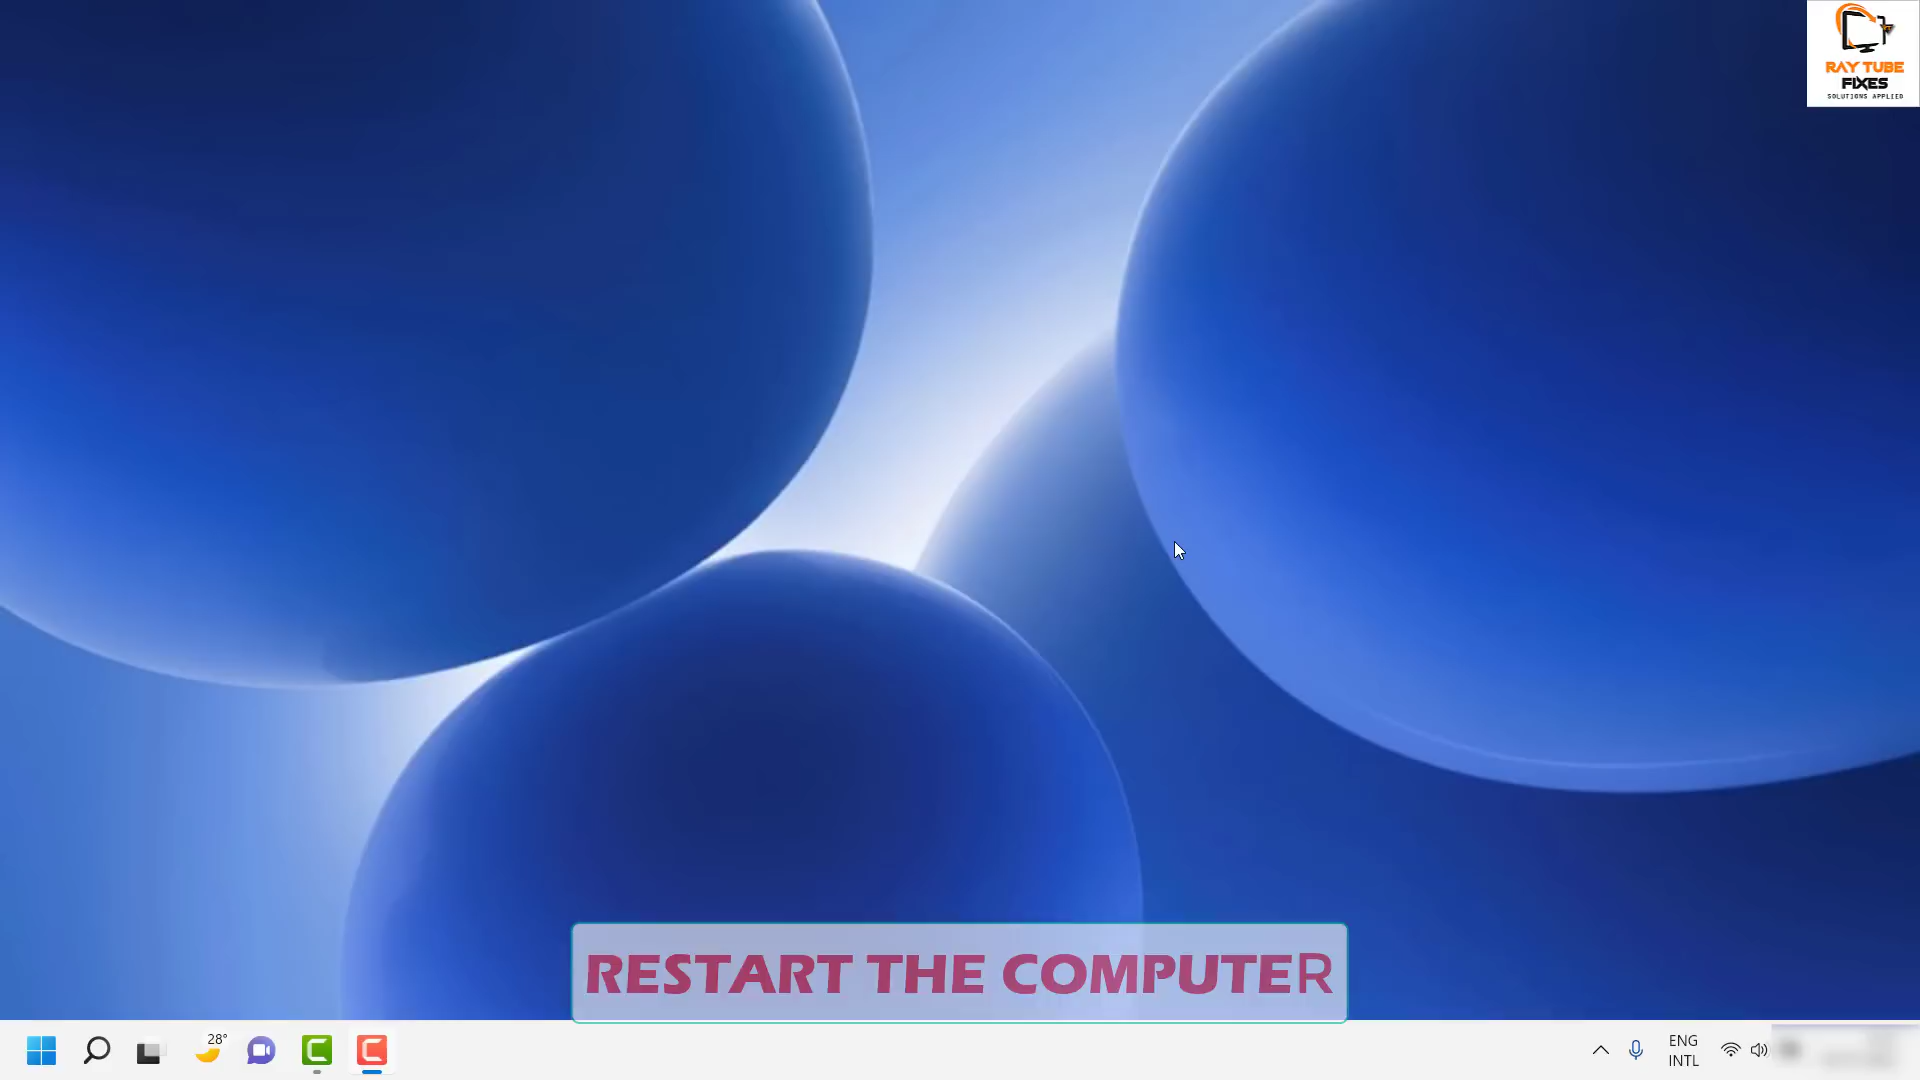 RAY TUBE
FIXES
SOLUTIONS APPLIED
RESTART THE COMPUTER
28°
ENG
INTL